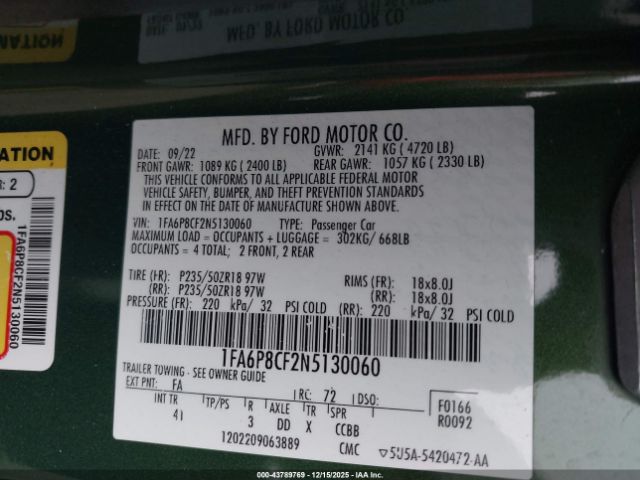 MFD. BY FORD MOTOR CO.
DATE: 09/22 GVWR: 2141 KG ( 4720 LB)
FRONT GAWR: 1089 KG ( 2400 LB) REAR GAWR: 1057 KG ( 2330 LB)
THIS VEHICLE CONFORMS TO ALL APPLICABLE FEDERAL MOTOR
VEHICLE SAFETY, BUMPER, AND THEFT PREVENTION STANDARDS
IN EFFECT ON THE DATE OF MANUFACTURE SHOWN ABOVE.
VIN: 1FA6P8CF2N5130060 TYPE: Passenger Car
MAXIMUM LOAD = OCCUPANTS + LUGGAGE = 302KG/ 668LB
OCCUPANTS = 4 TOTAL; 2 FRONT, 2 REAR
TIRE (FR): P235/50ZR18 97W RIMS (FR): 18x8.0J
(RR): P235/50ZR18 97W (RR): 18x8.0J
PRESSURE (FR): 220 kPa/ 32 PSI COLD (RR): 220 kPa/ 32 PSI COLD
1FA6P8CF2N5130060
TRAILER TOWING - SEE OWNER GUIDE
EXT PNT: FA RC: 72 DSO: F0166
INT TR TP/PS R AXLE TR SPR R0092
41 3 DD X CCBB
1202209063889 CMC 5U5A-5420472-AA
ATION
R: 2
bs.
1FA6P8CF2N5130060
MFD. BY FORD MOTOR CO.
09/22
IAE - 43789769 - 12/15/2025 - IAAI.COM